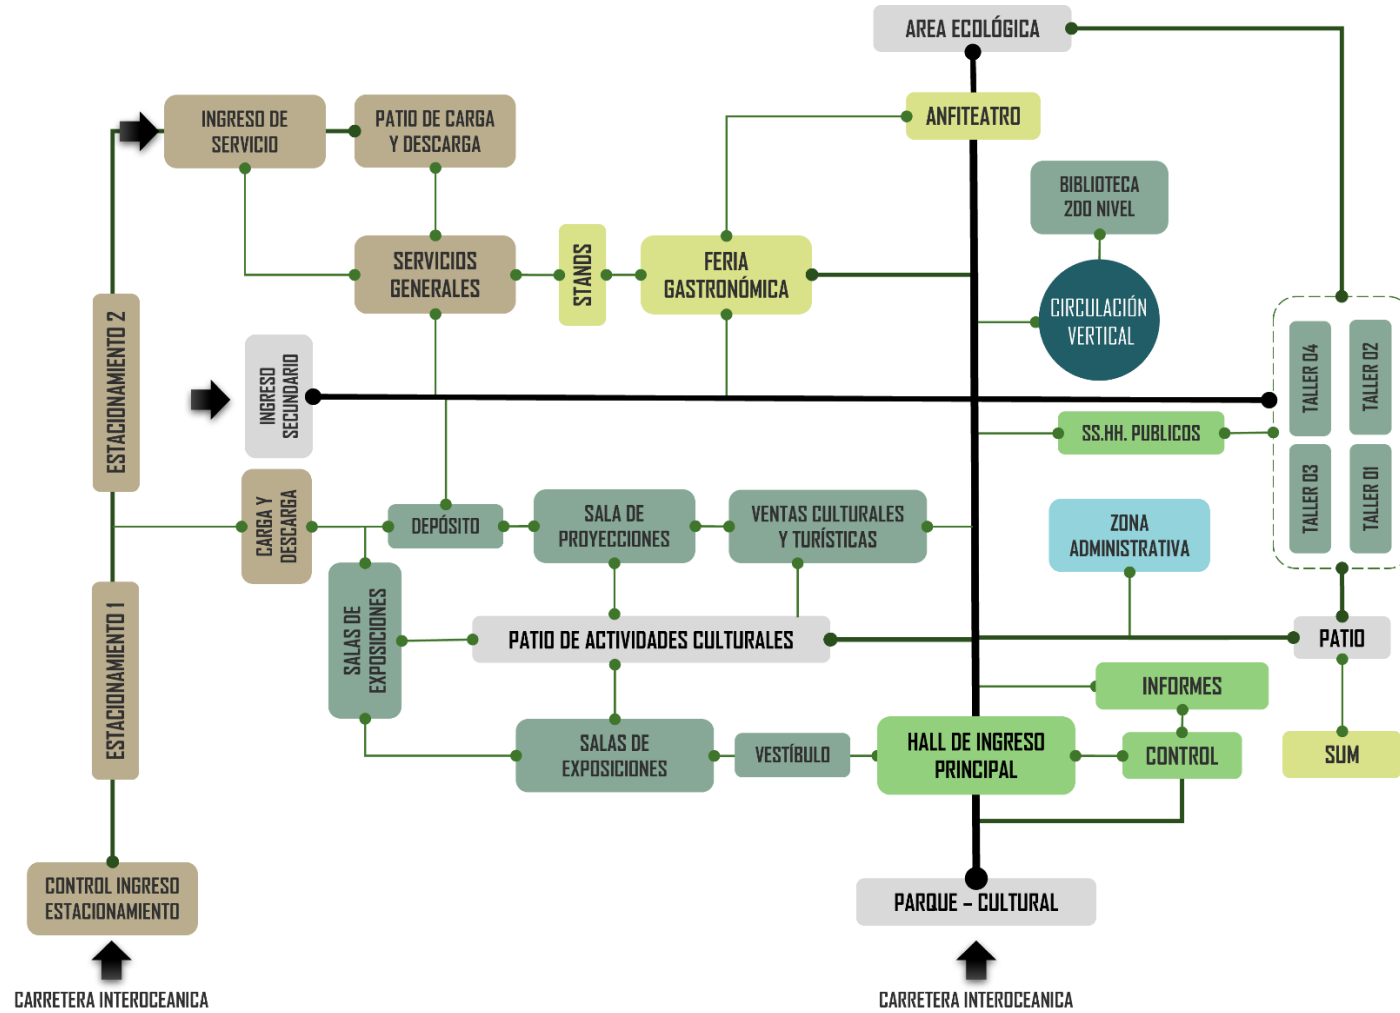 AREA ECOLÓGICA
INGRESO DE
SERVICIO
PATIO DE CARGA
Y DESCARGA
ANFITEATRO
BIBLIOTECA
2DO NIVEL
SERVICIOS
GENERALES
STANDS
FERIA
GASTRONÓMICA
CIRCULACIÓN
VERTICAL
ESTACIONAMIENTO 2
INGRESO
SECUNDARIO
TALLER 04
TALLER 02
SS.HH. PUBLICOS
TALLER 03
TALLER 01
CARGA Y
DESCARGA
DEPÓSITO
SALA DE
PROYECCIONES
VENTAS CULTURALES
Y TURÍSTICAS
ZONA
ADMINISTRATIVA
ESTACIONAMIENTO 1
SALAS DE
EXPOSICIONES
PATIO DE ACTIVIDADES CULTURALES
PATIO
INFORMES
SALAS DE
EXPOSICIONES
VESTÍBULO
HALL DE INGRESO
PRINCIPAL
CONTROL
SUM
CONTROL INGRESO
ESTACIONAMIENTO
PARQUE – CULTURAL
CARRETERA INTEROCEANICA
CARRETERA INTEROCEANICA